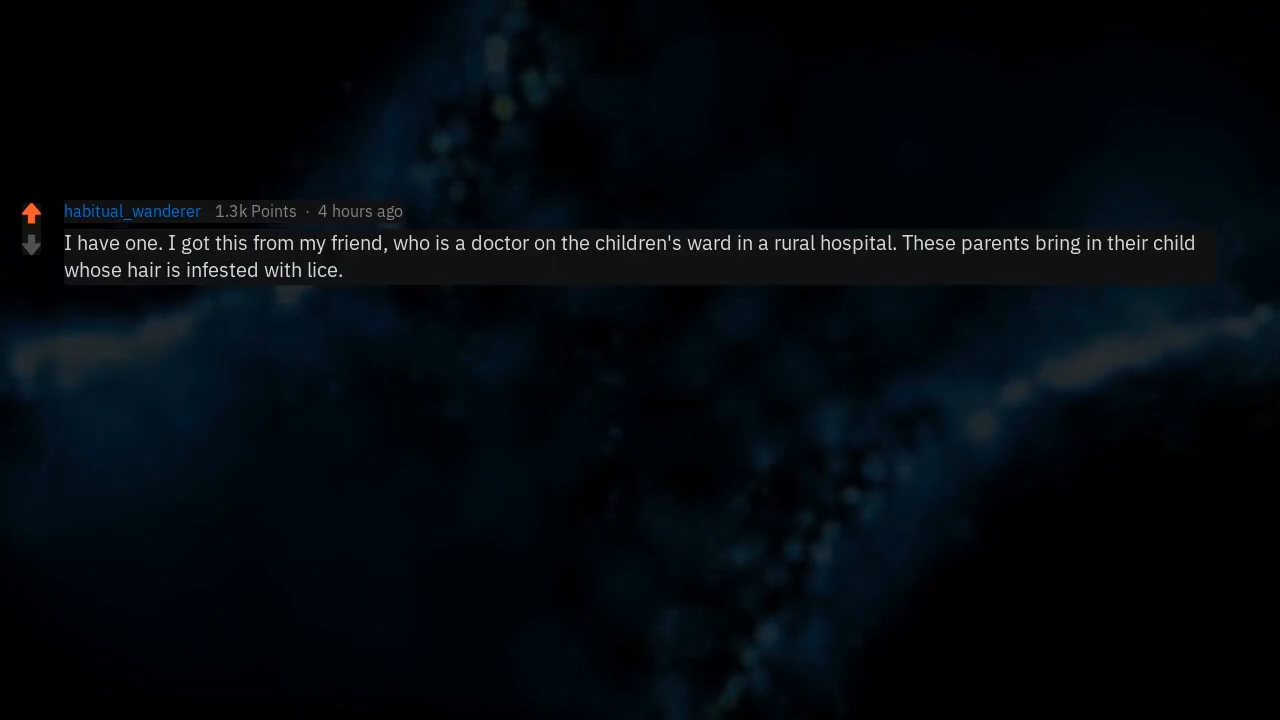 habitual_wanderer 1.3k Points · 4 hours ago
I have one. I got this from my friend, who is a doctor on the children's ward in a rural hospital. These parents bring in their child
whose hair is infested with lice.